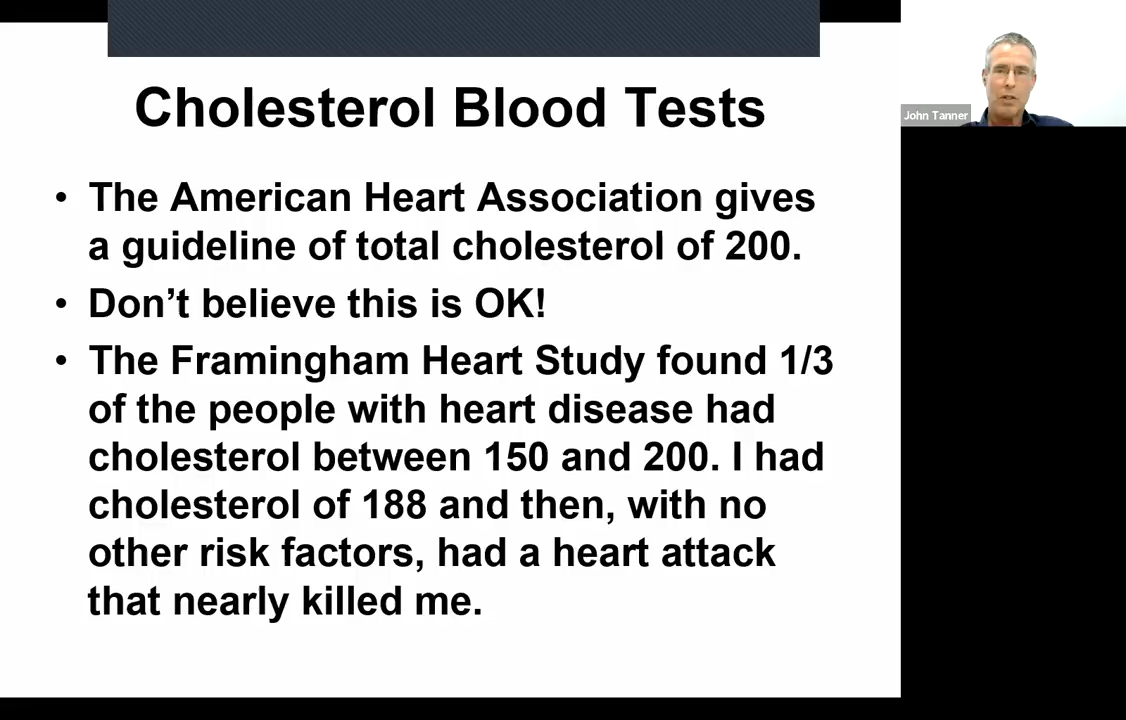 Cholesterol Blood Tests
• The American Heart Association gives
a guideline of total cholesterol of 200.
• Don’t believe this is OK!
• The Framingham Heart Study found 1/3
of the people with heart disease had
cholesterol between 150 and 200. I had
cholesterol of 188 and then, with no
other risk factors, had a heart attack
that nearly killed me.
John Tanner